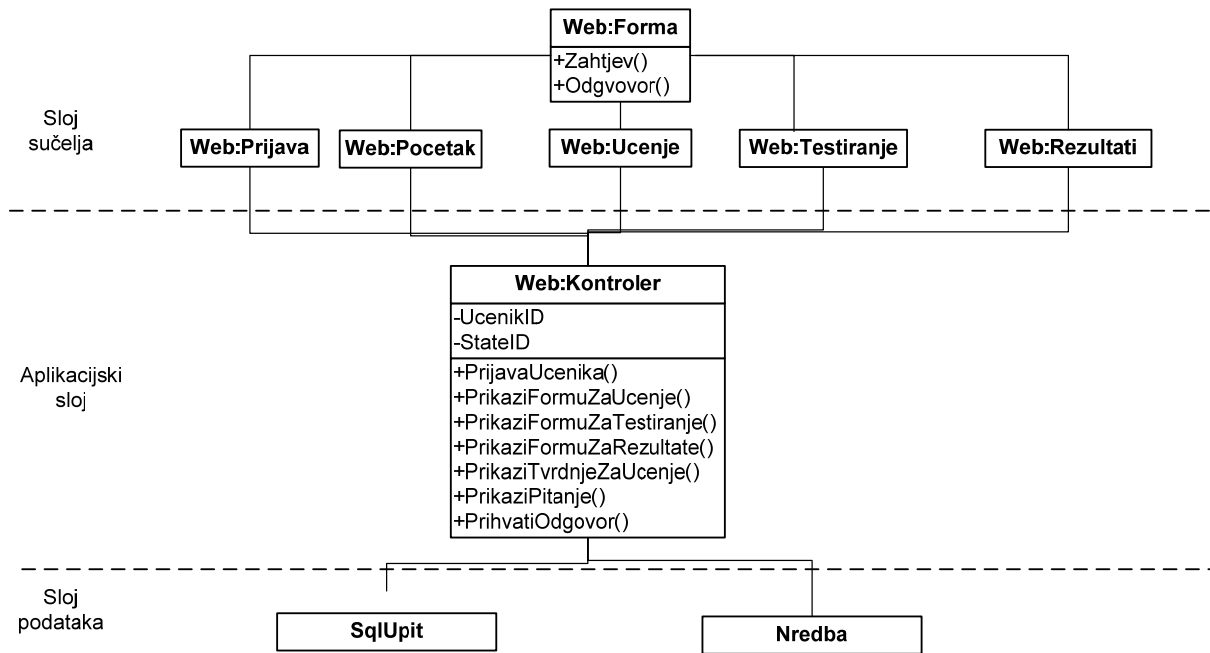 Web:Forma
+Zahtjev()
+Odgvovor()
Sloj
sučelja
Web:Prijava
Web:Pocetak
Web:Ucenje
Web:Testiranje
Web:Rezultati
Web:Kontroler
-UcenikID
-StateID
Aplikacijski
sloj
+PrijavaUcenika()
+PrikaziFormuZaUcenje()
+PrikaziFormuZaTestiranje()
+PrikaziFormuZaRezultate()
+PrikaziTvrdnjeZaUcenje()
+PrikaziPitanje()
+PrihvatiOdgovor()
Sloj
podataka
SqlUpit
Nredba